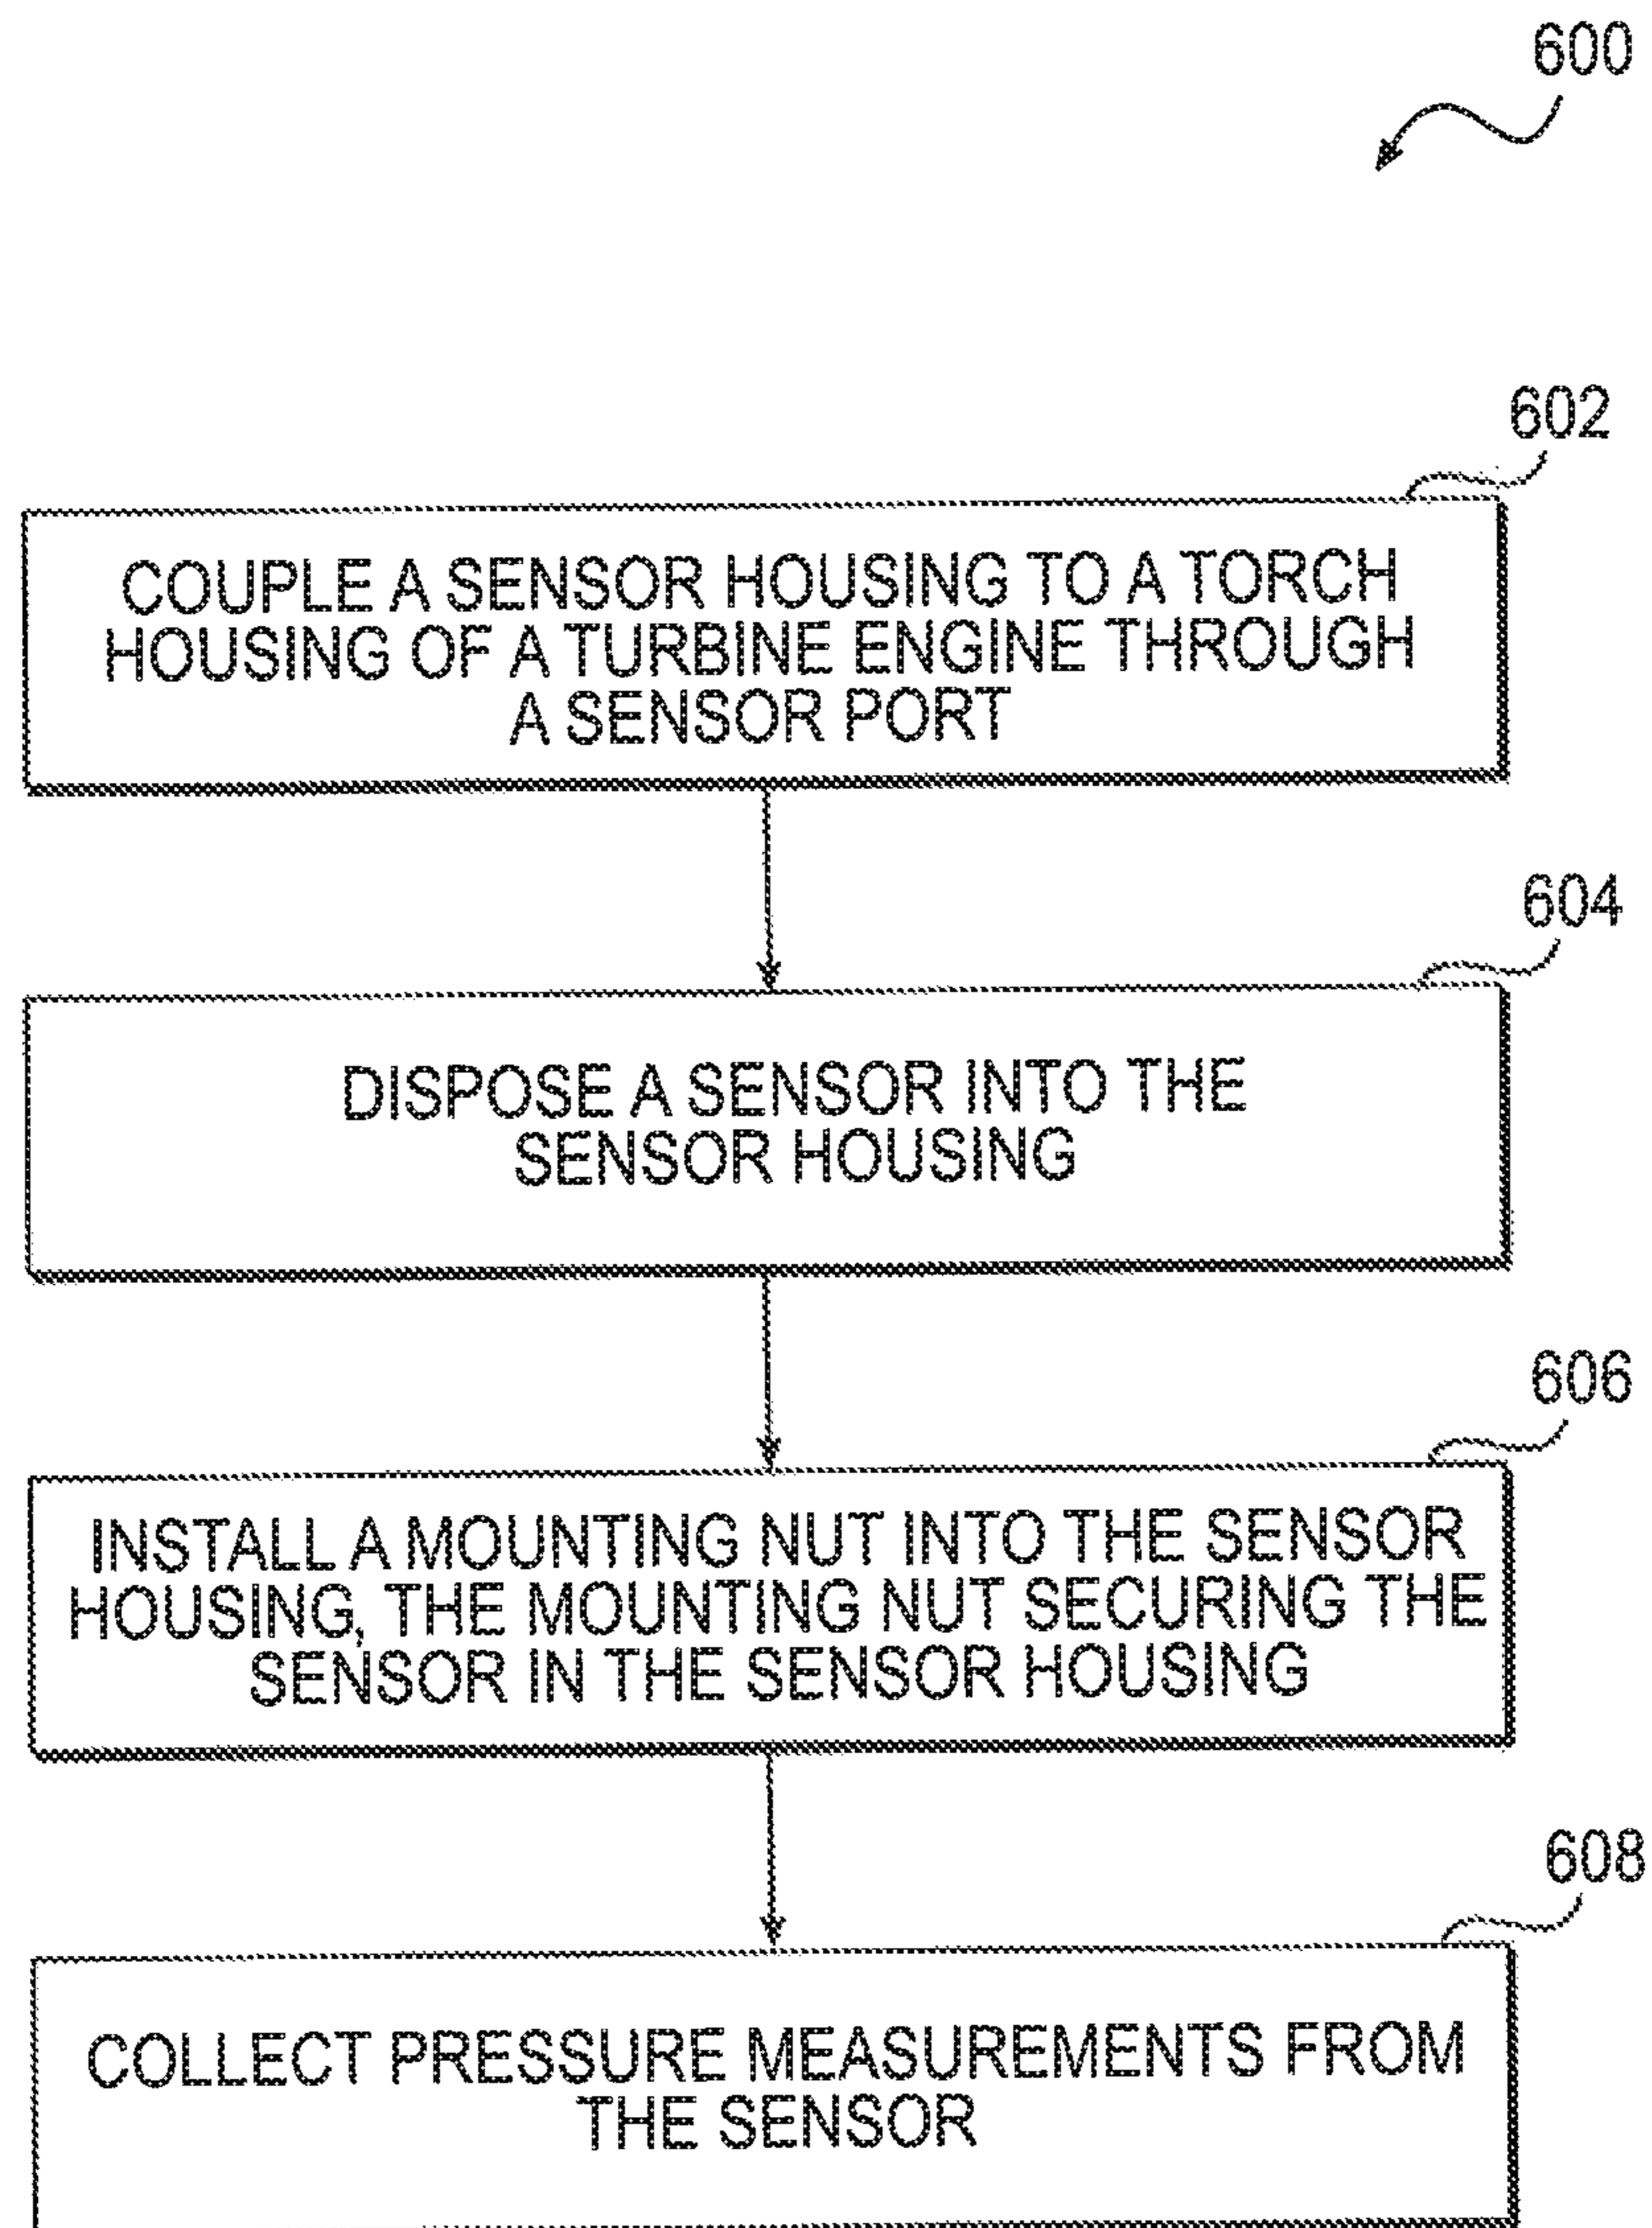 600
602
COUPLE A SENSOR HOUSING TO A TORCH
HOUSING OF A TURBINE ENGINE THROUGH
A SENSOR PORT
604
DISPOSE A SENSOR INTO THE
SENSOR HOUSING
606
INSTALL A MOUNTING NUT INTO THE SENSOR
HOUSING, THE MOUNTING NUT SECURING THE
SENSOR IN THE SENSOR HOUSING
608
COLLECT PRESSURE MEASUREMENTS FROM
THE SENSOR